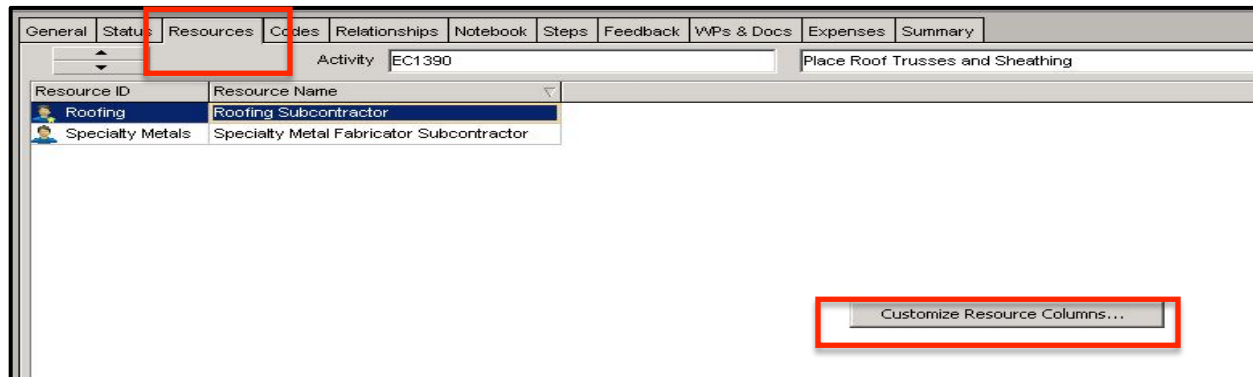 General Status Resources Codes Relationships Notebook Steps Feedback WPs & Docs Expenses Summary
Activity EC1390 Place Roof Trusses and Sheathing
Resource ID Resource Name
Roofing Roofing Subcontractor
Specialty Metals Specialty Metal Fabricator Subcontractor
Customize Resource Columns...